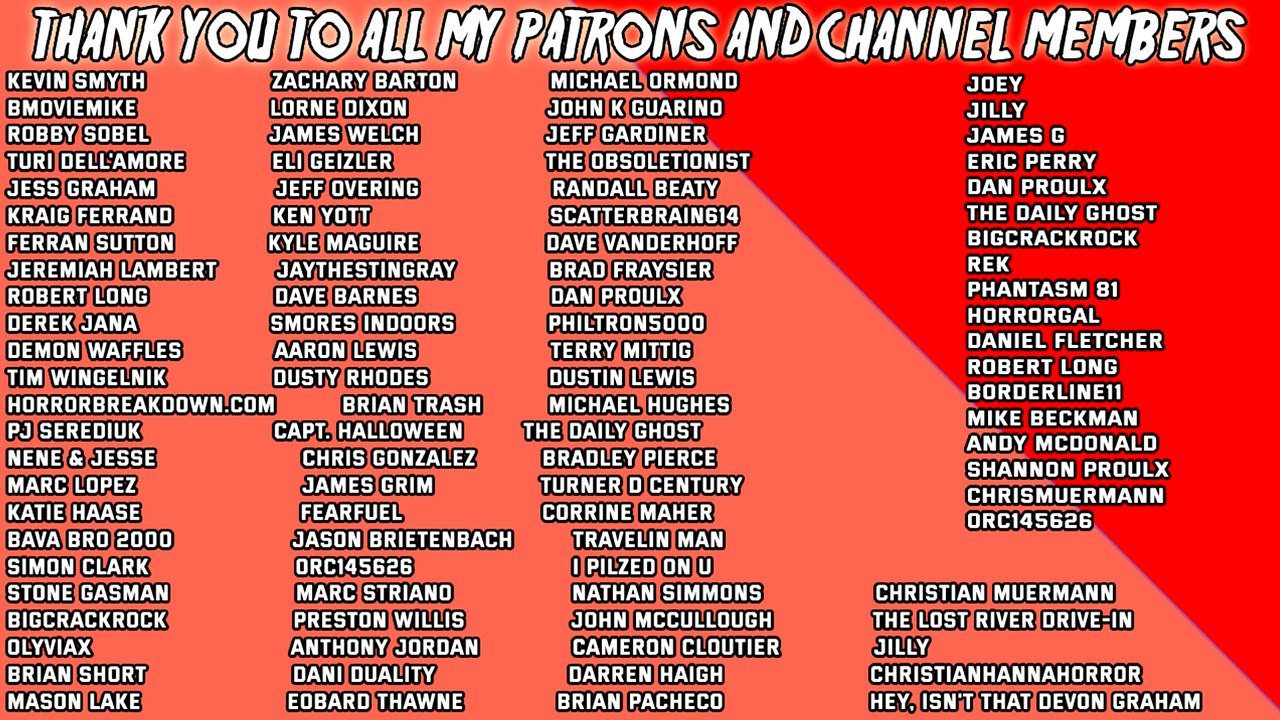 THANK YOU TO ALL MY PATRONS AND CHANNEL MEMBERS
KEVIN SMYTH
BMOVIEMIKE
ROBBY SOBEL
TURI DELL'AMORE
JESS GRAHAM
KRAIG FERRAND
FERRAN SUTTON
JEREMIAH LAMBERT
ROBERT LONG
DEREK JANA
DEMON WAFFLES
TIM WINGELNIK
HORRORBREAKDOWN.COM
PJ SEREDIUK
NENE & JESSE
MARC LOPEZ
KATIE HAASE
BAVA BRO 2000
SIMON CLARK
STONE GASMAN
BIGCRACKROCK
OLYVIAX
BRIAN SHORT
MASON LAKE
ZACHARY BARTON
LORNE DIXON
JAMES WELCH
ELI GEIZLER
JEFF OVERING
KEN YOTT
KYLE MAGUIRE
JAYTHESTINGRAY
DAVE BARNES
SMORES INDOORS
AARON LEWIS
DUSTY RHODES
BRIAN TRASH
CAPT. HALLOWEEN
CHRIS GONZALEZ
JAMES GRIM
FEARFUEL
JASON BRIETENBACH
ORC145626
MARC STRIANO
PRESTON WILLIS
ANTHONY JORDAN
DANI DUALITY
EOBARD THAWNE
MICHAEL ORMOND
JOHN K GUARINO
JEFF GARDINER
THE OBSOLETIONIST
RANDALL BEATY
SCATTERBRAIN614
DAVE VANDERHOFF
BRAD FRAYSIER
DAN PROULX
PHILTRON5000
TERRY MITTIG
DUSTIN LEWIS
MICHAEL HUGHES
THE DAILY GHOST
BRADLEY PIERCE
TURNER D CENTURY
CORRINE MAHER
TRAVELIN MAN
I PILZED ON U
NATHAN SIMMONS
JOHN MCCULLOUGH
CAMERON CLOUTIER
DARREN HAIGH
BRIAN PACHECO
JOEY
JILLY
JAMES G
ERIC PERRY
DAN PROULX
THE DAILY GHOST
BIGCRACKROCK
REK
PHANTASM 81
HORRORGAL
DANIEL FLETCHER
ROBERT LONG
BORDERLINE11
MIKE BECKMAN
ANDY MCDONALD
SHANNON PROULX
CHRISMUERMANN
ORC145626
CHRISTIAN MUERMANN
THE LOST RIVER DRIVE-IN
JILLY
CHRISTIANHANNAHORROR
HEY, ISN'T THAT DEVON GRAHAM